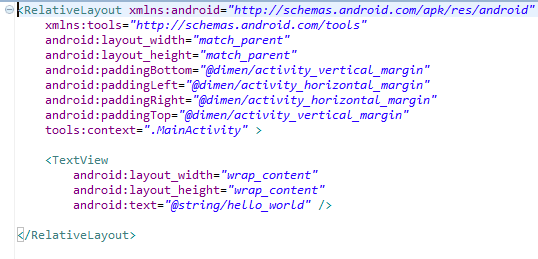 <RelativeLayout xmlns:android="http://schemas.android.com/apk/res/android"
    xmlns:tools="http://schemas.android.com/tools"
    android:layout_width="match_parent"
    android:layout_height="match_parent"
    android:paddingBottom="@dimen/activity_vertical_margin"
    android:paddingLeft="@dimen/activity_horizontal_margin"
    android:paddingRight="@dimen/activity_horizontal_margin"
    android:paddingTop="@dimen/activity_vertical_margin"
    tools:context=".MainActivity" >

    <TextView
        android:layout_width="wrap_content"
        android:layout_height="wrap_content"
        android:text="@string/hello_world" />

</RelativeLayout>